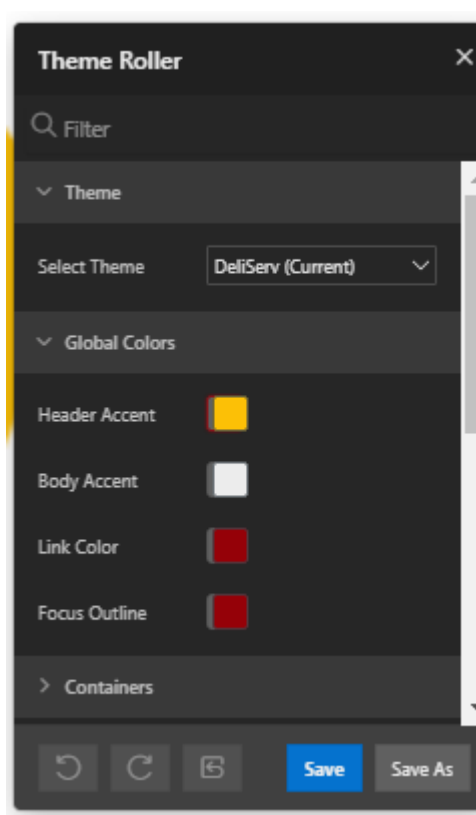 Theme Roller
Filter
Theme
Select Theme DeliServ (Current)
Global Colors
Header Accent
Body Accent
Link Color
Focus Outline
Containers
Save Save As